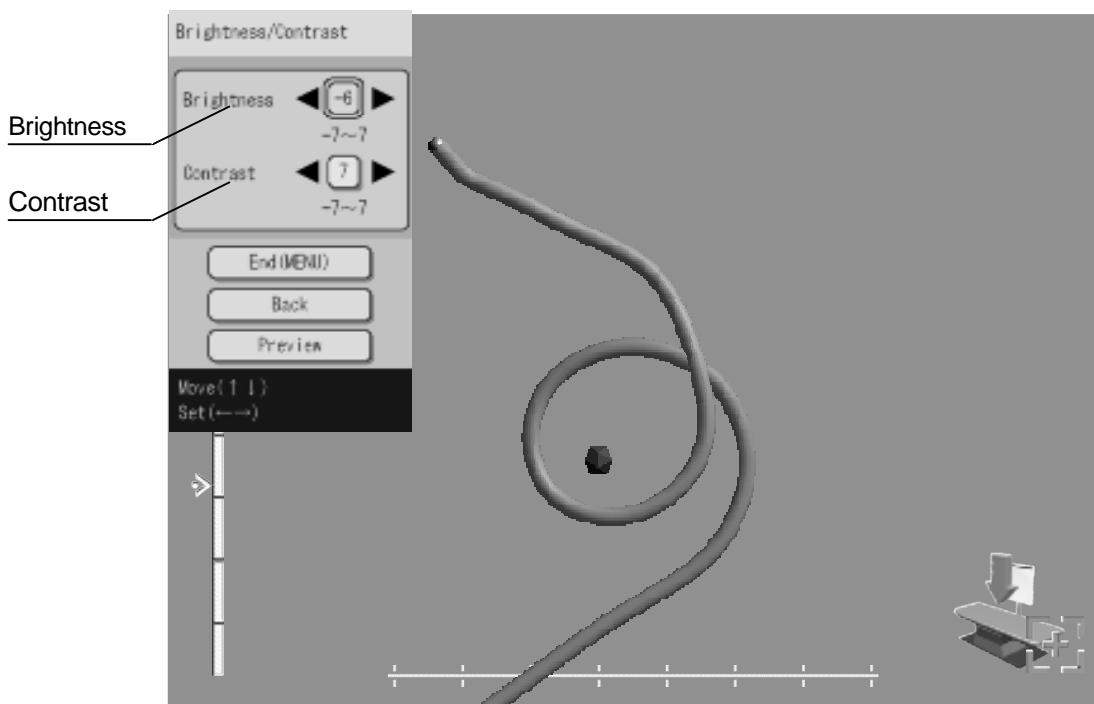 Brightness/Contrast
Brightness ◀ -6 ▶
-7~7
Contrast ◀ 7 ▶
-7~7
End(MENU)
Back
Preview
Move(↑↓)
Set(←→)
Brightness
Contrast